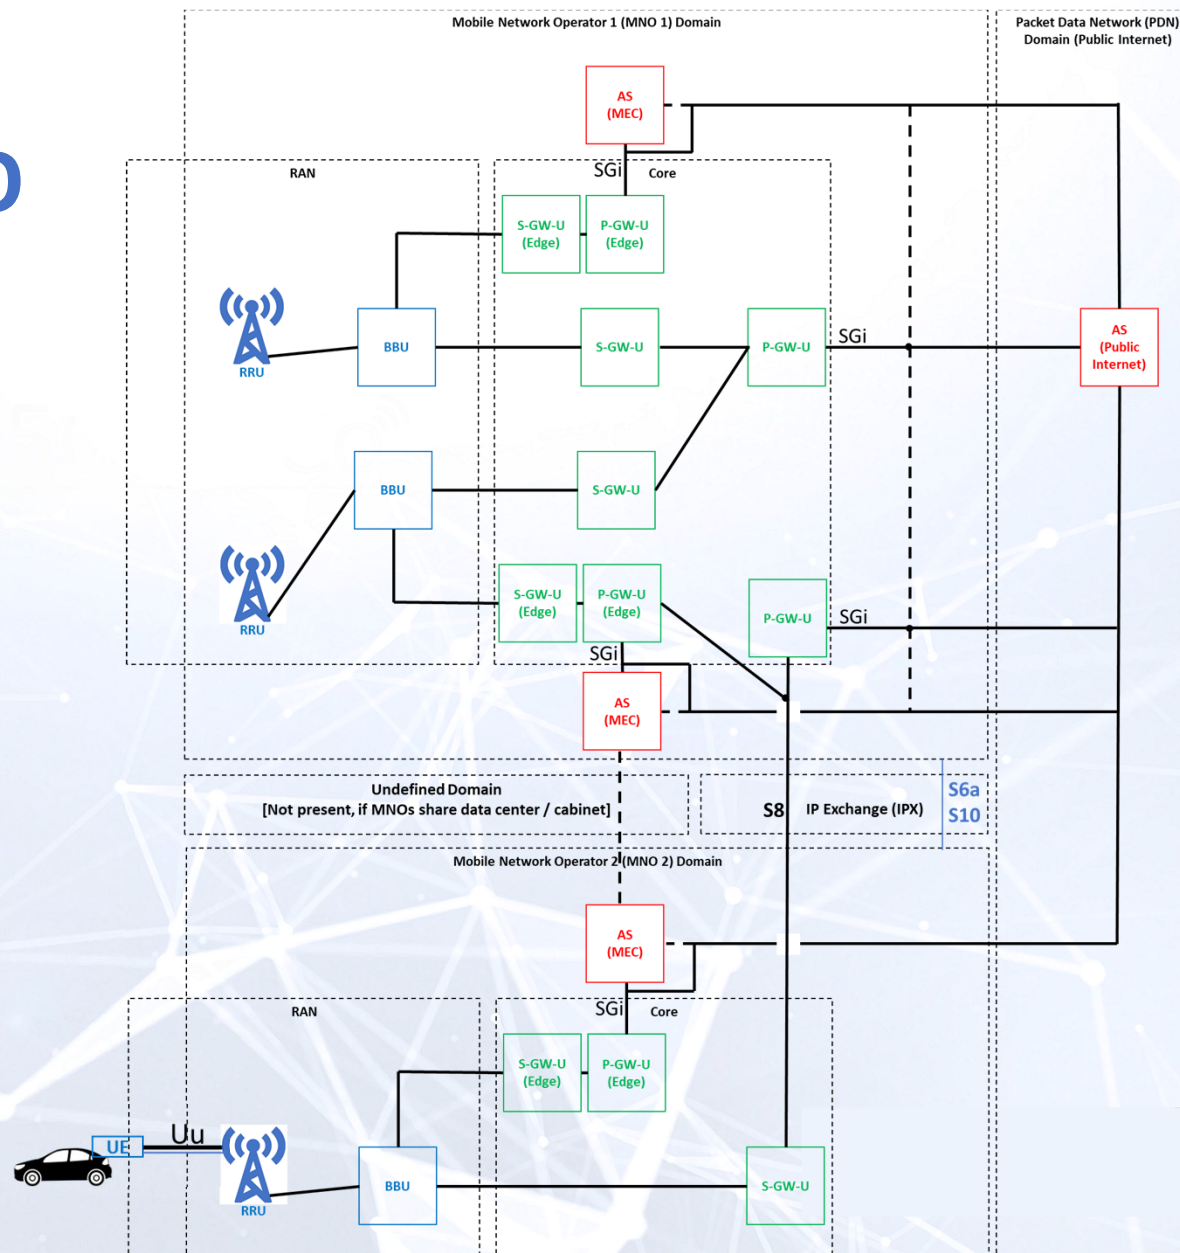 Mobile Network Operator 1 (MNO 1) Domain
Packet Data Network (PDN)
Domain (Public Internet)
AS
(MEC)
SGi
Core
RAN
S-GW-U
(Edge)
P-GW-U
(Edge)
RRU
BBU
S-GW-U
P-GW-U
SGi
AS
(Public
Internet)
BBU
S-GW-U
RRU
S-GW-U
(Edge)
P-GW-U
(Edge)
P-GW-U
SGi
SGi
AS
(MEC)
Undefined Domain
[Not present, if MNOs share data center / cabinet]
S8
IP Exchange (IPX)
S6a
S10
Mobile Network Operator 2 (MNO 2) Domain
AS
(MEC)
SGi
Core
RAN
S-GW-U
(Edge)
P-GW-U
(Edge)
UE
Uu
RRU
BBU
S-GW-U